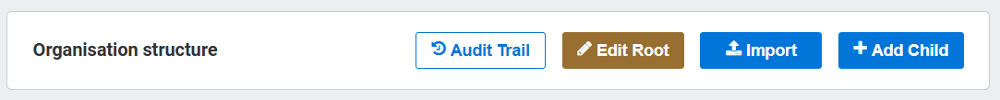 Organisation structure
Audit Trail
Edit Root
Import
Add Child